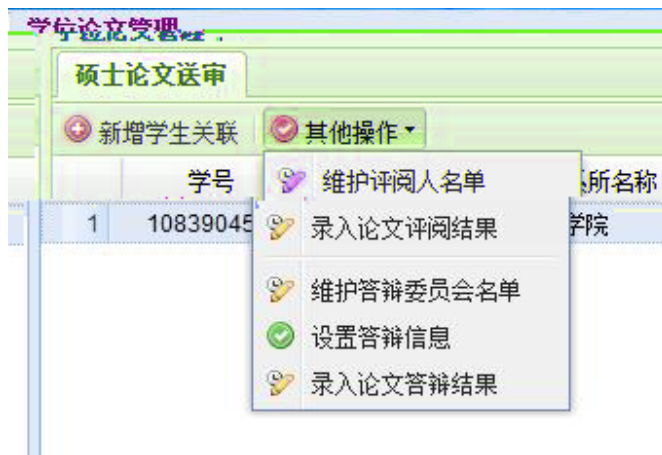 学位论文管理
硕士论文送审
新增学生关联 其他操作
学号 维护评阅人名单 所名称
1 10839045 录入论文评阅结果 学院
维护答辩委员会名单
设置答辩信息
录入论文答辩结果